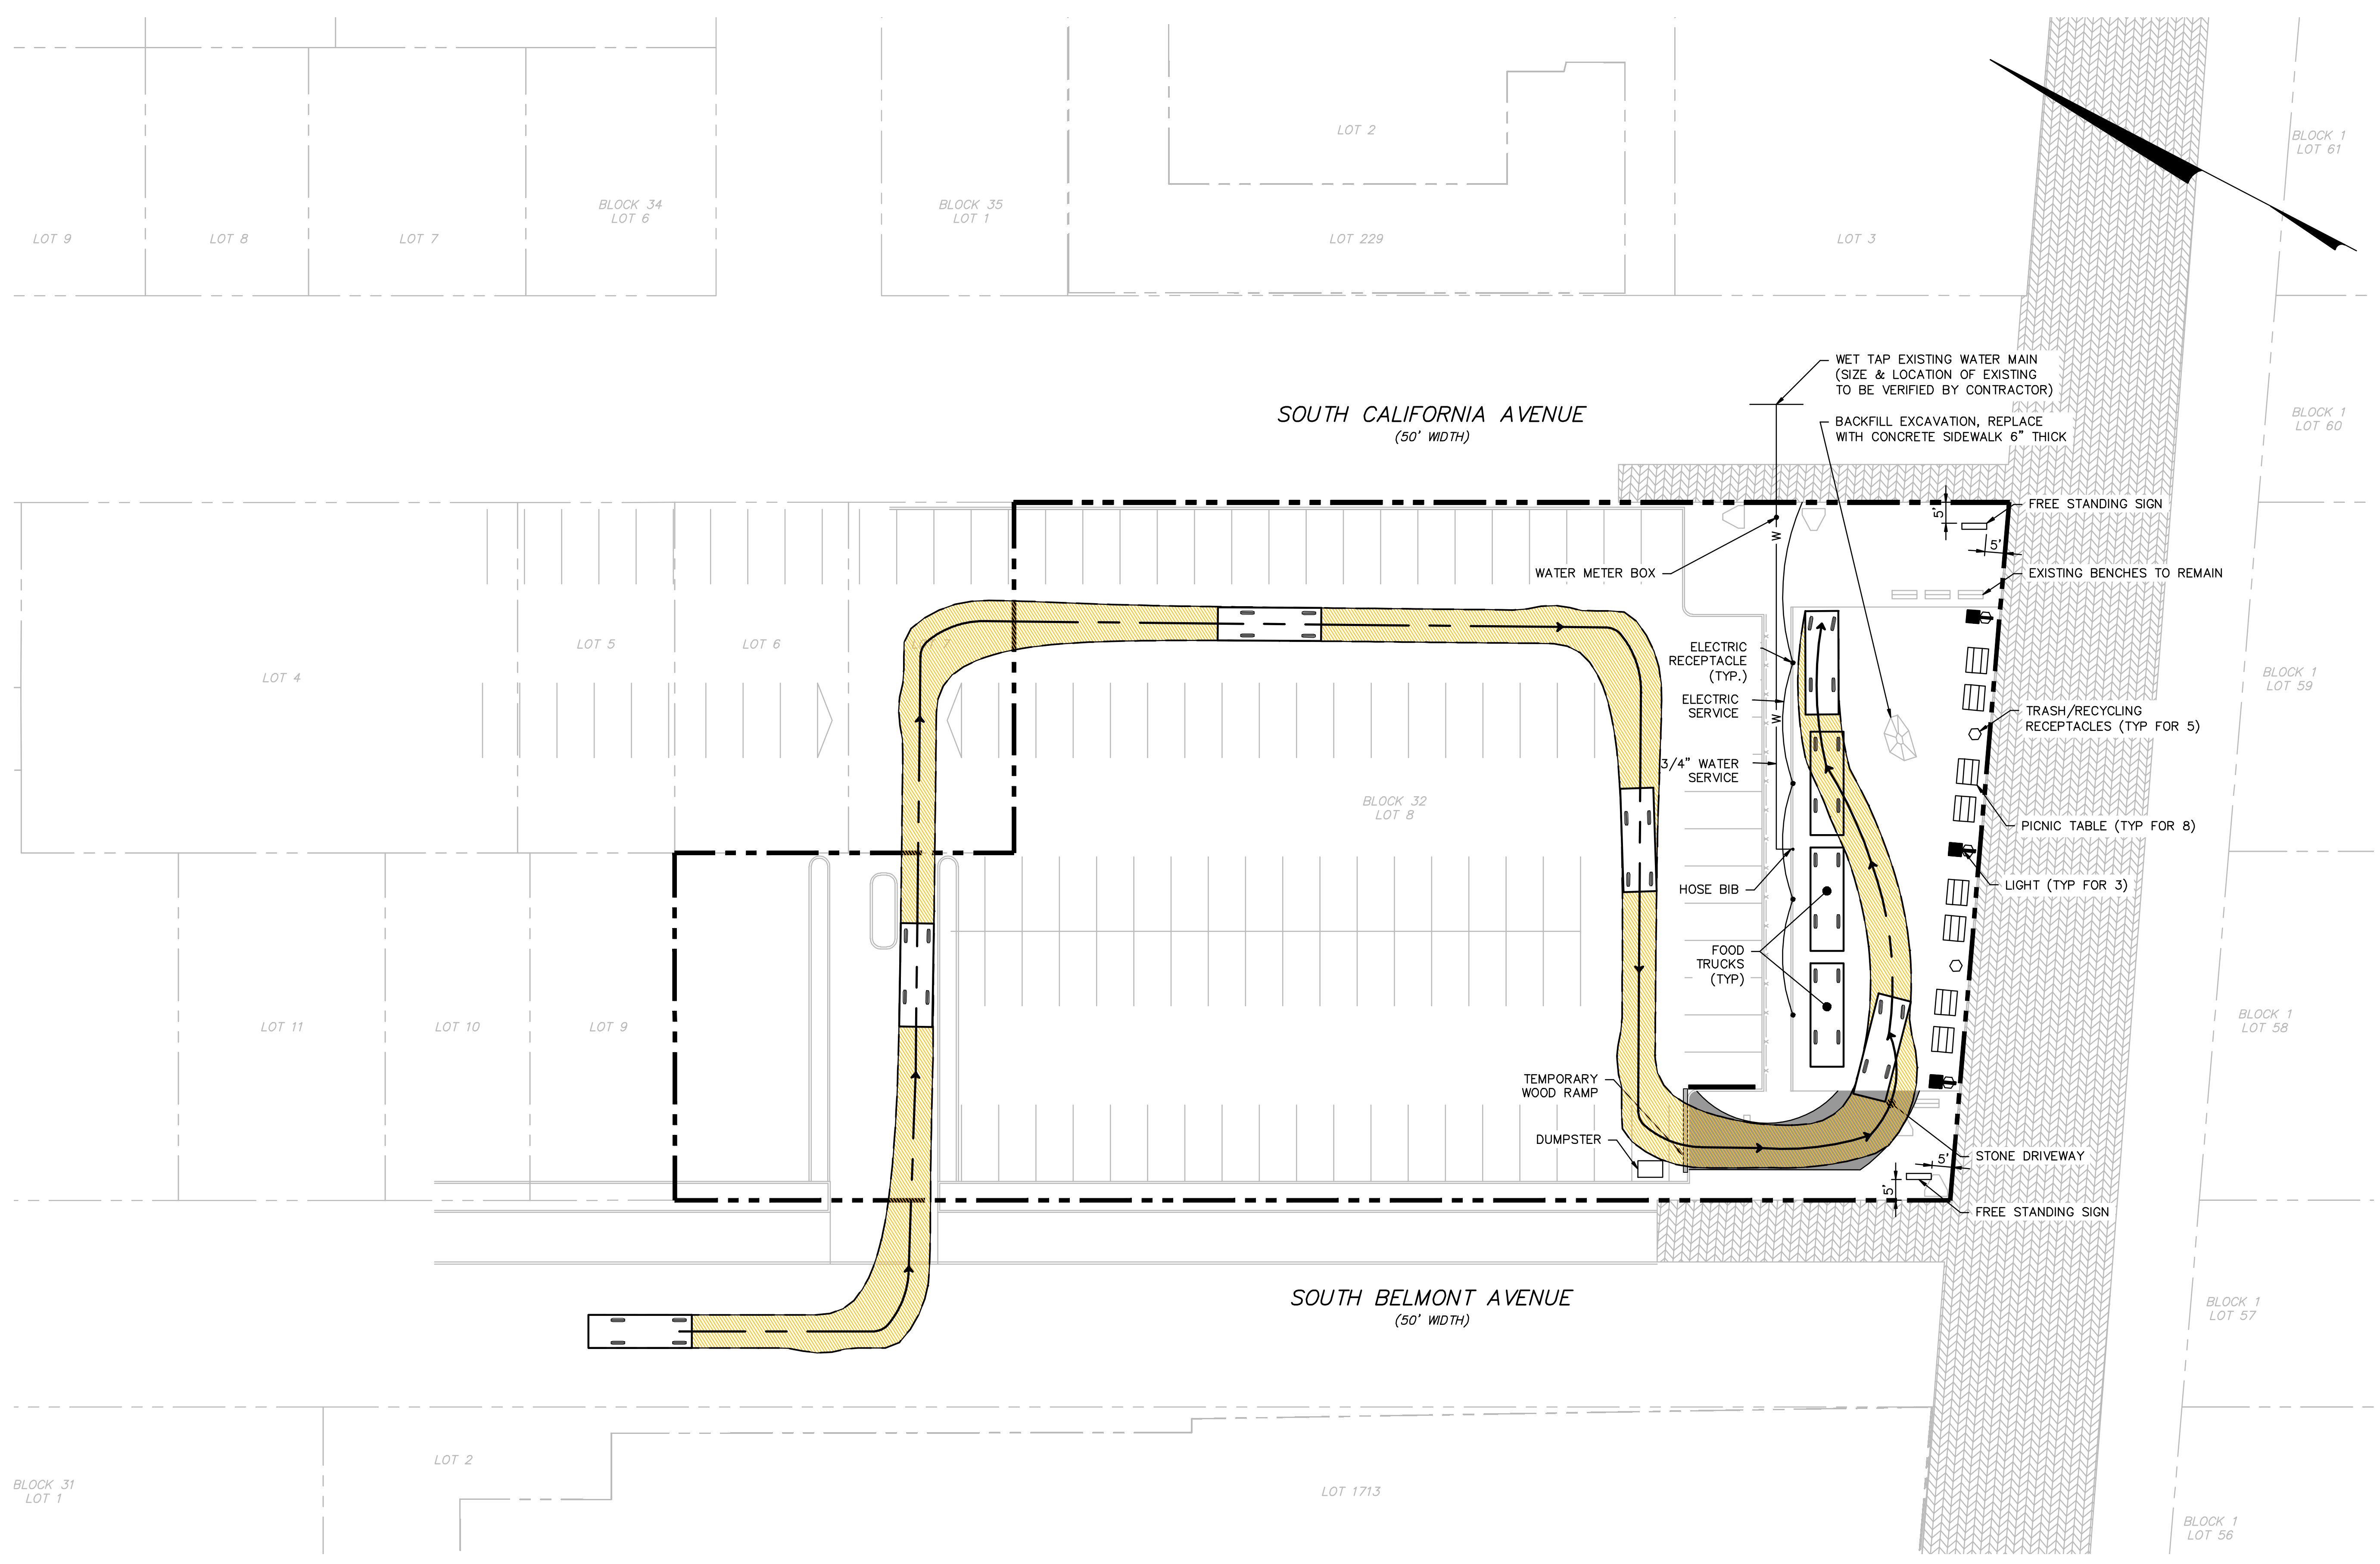 BLOCK 1
LOT 61
LOT 2
BLOCK 34
LOT 6
BLOCK 35
LOT 1
LOT 9
LOT 8
LOT 7
LOT 229
LOT 3
WET TAP EXISTING WATER MAIN
(SIZE & LOCATION OF EXISTING
TO BE VERIFIED BY CONTRACTOR)
SOUTH CALIFORNIA AVENUE
(50' WIDTH)
BACKFILL EXCAVATION, REPLACE
WITH CONCRETE SIDEWALK 6" THICK
BLOCK 1
LOT 60
FREE STANDING SIGN
5'
5'
W
WATER METER BOX
EXISTING BENCHES TO REMAIN
LOT 4
LOT 5
LOT 6
LOT 7
ELECTRIC
RECEPTACLE
(TYP.)
ELECTRIC
SERVICE
W
BLOCK 1
LOT 59
TRASH/RECYCLING
RECEPTACLES (TYP FOR 5)
3/4" WATER
SERVICE
BLOCK 32
LOT 8
PICNIC TABLE (TYP FOR 8)
HOSE BIB
LIGHT (TYP FOR 3)
FOOD
TRUCKS
(TYP)
LOT 11
LOT 10
LOT 9
BLOCK 1
LOT 58
TEMPORARY
WOOD RAMP
DUMPSTER
STONE DRIVEWAY
5'
5'
FREE STANDING SIGN
SOUTH BELMONT AVENUE
(50' WIDTH)
BLOCK 1
LOT 57
LOT 2
BLOCK 31
LOT 1
LOT 1713
BLOCK 1
LOT 56